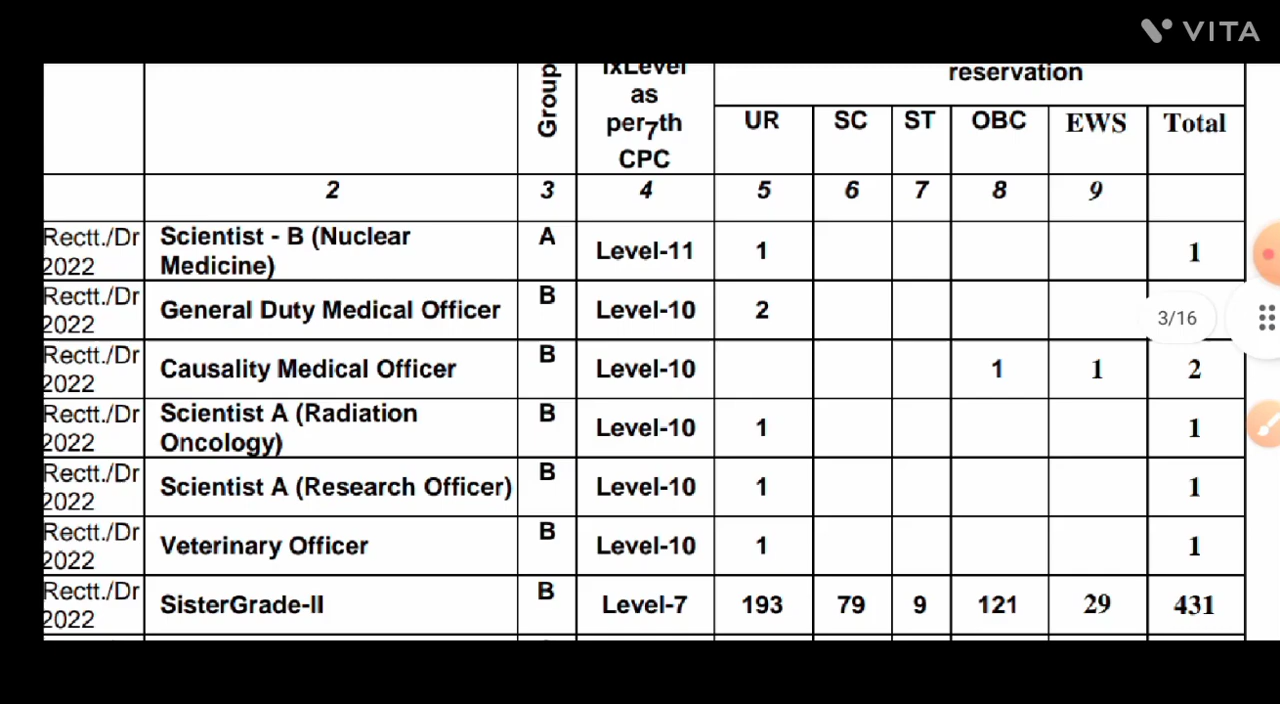 VITA
reservation
Group
IxLevel
as
per7th
CPC
UR SC ST OBC EWS Total
2 3 4 5 6 7 8 9
Rectt./Dr Scientist - B (Nuclear A Level-11 1 1
2022 Medicine)
Rectt./Dr General Duty Medical Officer B Level-10 2
2022
3/16
Rectt./Dr Causality Medical Officer B Level-10 1 1 2
2022
Rectt./Dr Scientist A (Radiation B Level-10 1 1
2022 Oncology)
Rectt./Dr Scientist A (Research Officer) B Level-10 1 1
2022
Rectt./Dr Veterinary Officer B Level-10 1 1
2022
Rectt./Dr SisterGrade-II B Level-7 193 79 9 121 29 431
2022